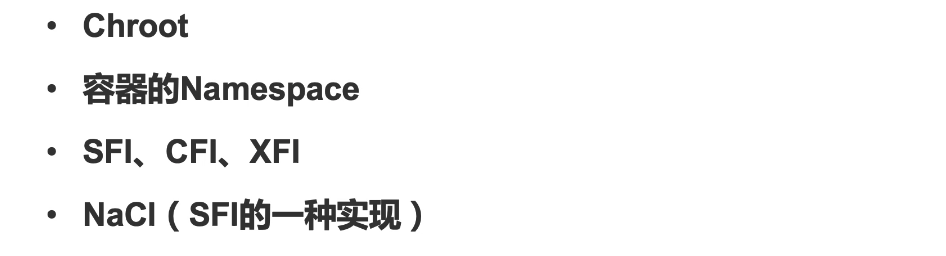 • Chroot
• 容器的Namespace
• SFI、CFI、XFI
• NaCl（SFI的一种实现）